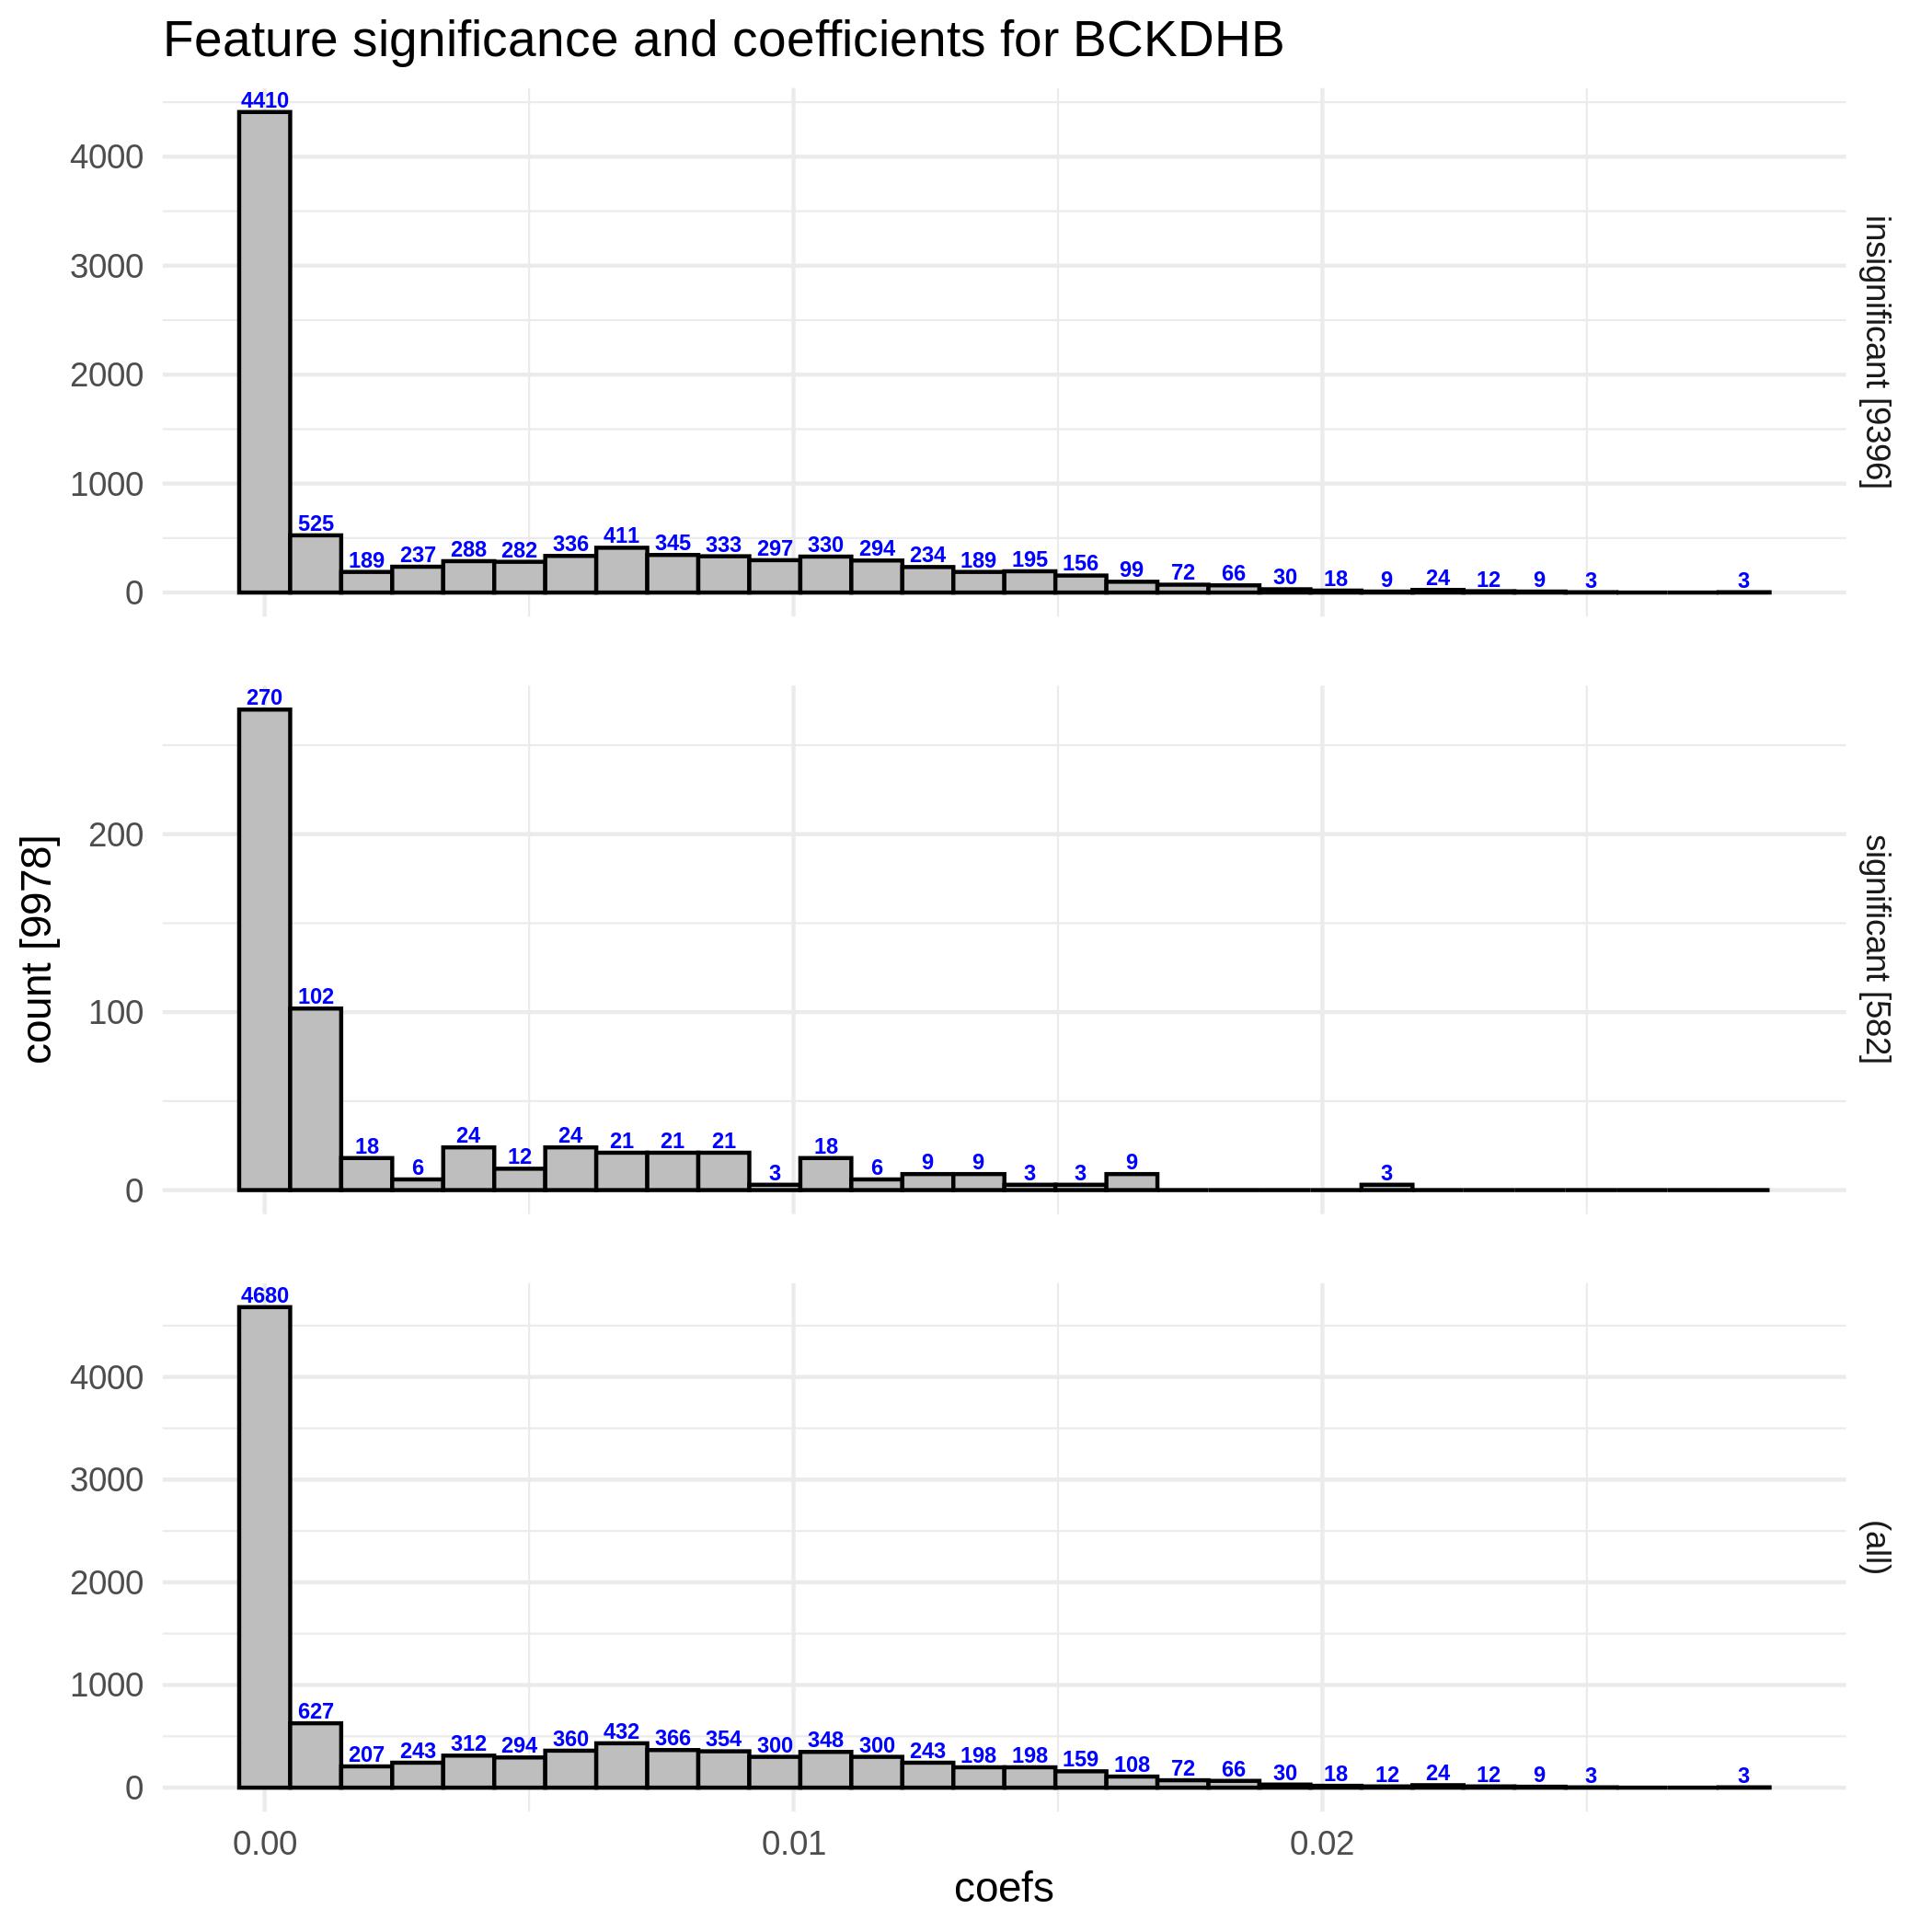 Feature significance and coefficients for BCKDHB
4410
4000
3000
2000
1000
0
525 189 237 288 282 336 411 345 333 297 330 294 234 189 195 156 99 72 66 30 18 9 24 12 9 3 3
insignificant [9396]
270
200
100
0
102 18 6 24 12 24 21 21 21 3 18 6 9 9 3 3 9 3
significant [582]
count [9978]
4680
4000
3000
2000
1000
0
627 207 243 312 294 360 432 366 354 300 348 300 243 198 198 159 108 72 66 30 18 12 24 12 9 3 3
(all)
0.00 0.01 0.02
coefs